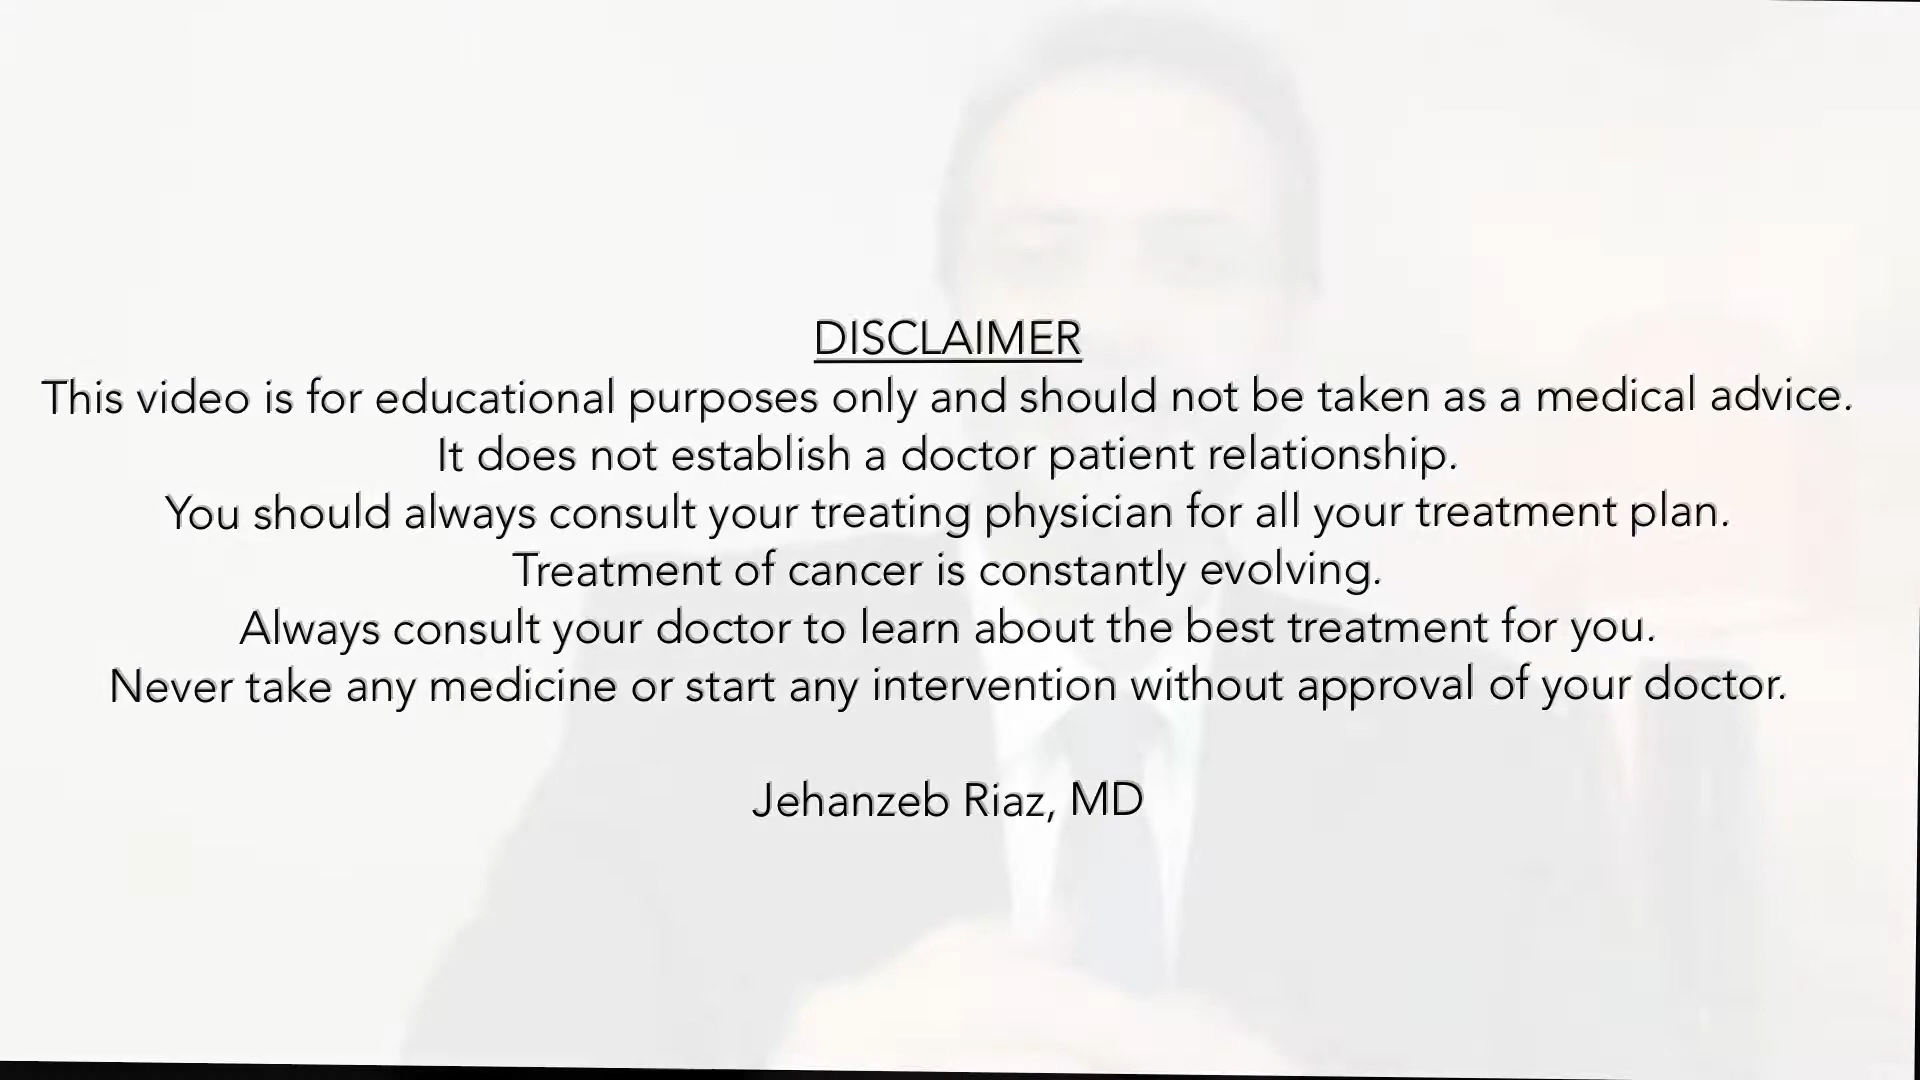 DISCLAIMER
This video is for educational purposes only and should not be taken as a medical advice.
It does not establish a doctor patient relationship.
You should always consult your treating physician for all your treatment plan.
Treatment of cancer is constantly evolving.
Always consult your doctor to learn about the best treatment for you.
Never take any medicine or start any intervention without approval of your doctor.
Jehanzeb Riaz, MD